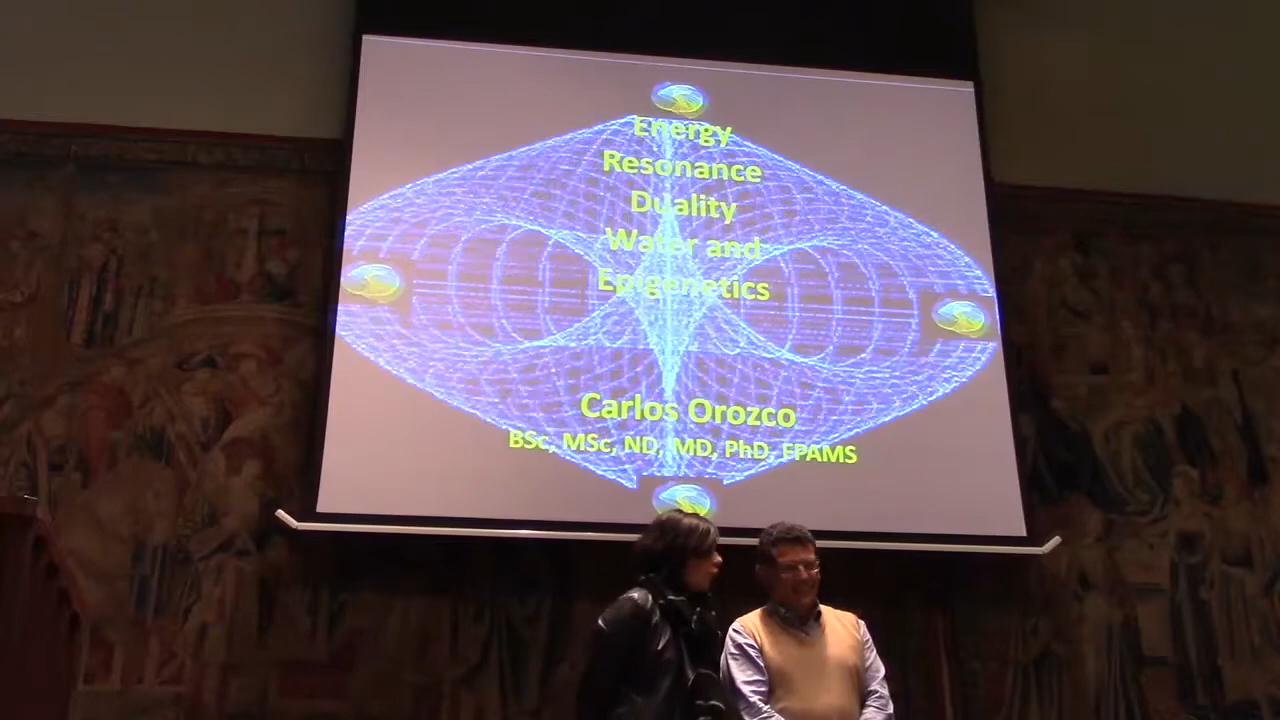 Energy
Resonance
Duality
Water and
Epigenetics
Carlos Orozco
BSc, MSc, ND, MD, PhD, FPAMS